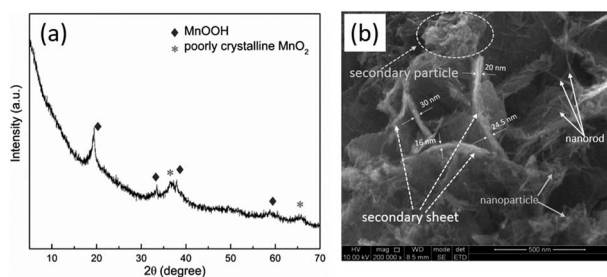 (a)
◆ MnOOH
* poorly crystalline MnO₂
Intensity (a.u.)
10 20 30 40 50 60 70
2θ (degree)
(b)
secondary particle
20 nm
30 nm
nanorod
16 nm
24.5 nm
nanoparticle
secondary sheet
HV mag WD mode det
10.00 kV 200 000 x 8.5 mm SE ETD
500 nm